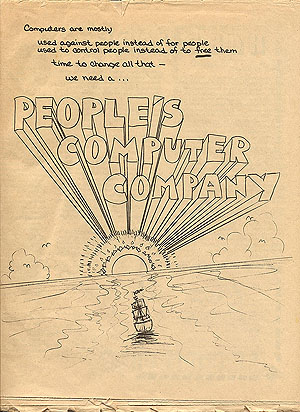 Computers are mostly
used against people instead of for people
used to control people instead of to free them
time to change all that –
we need a ...
PEOPLE'S
COMPUTER
COMPANY